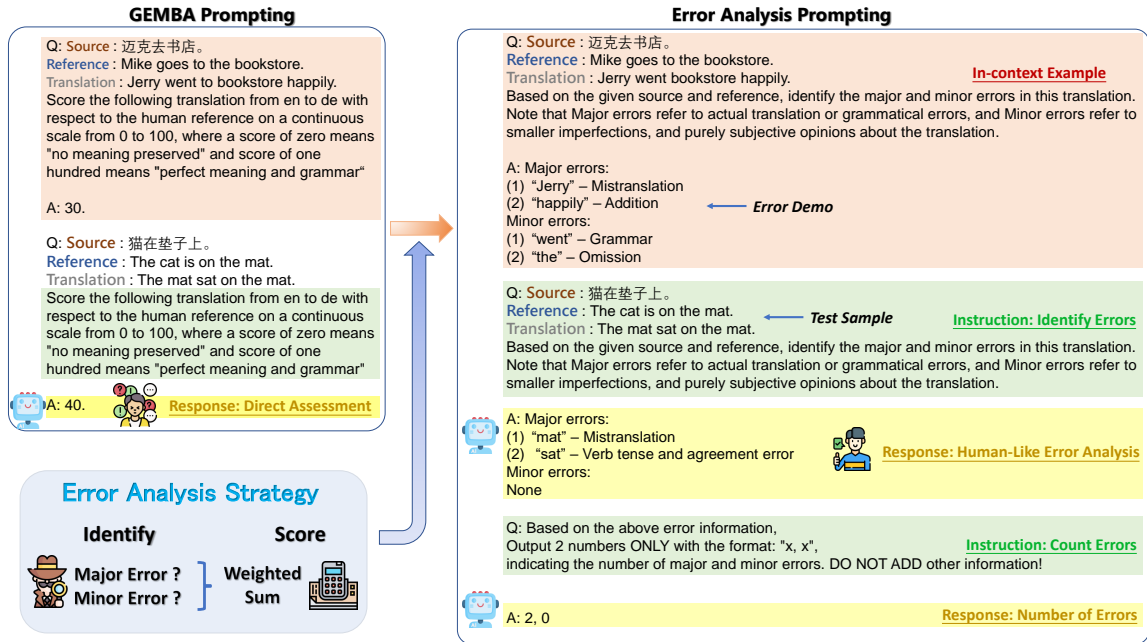 GEMBA Prompting
Q: Source : 迈克去书店。
Reference : Mike goes to the bookstore.
Translation : Jerry went to bookstore happily.
Score the following translation from en to de with
respect to the human reference on a continuous
scale from 0 to 100, where a score of zero means
"no meaning preserved" and score of one
hundred means "perfect meaning and grammar“
A: 30.
Q: Source : 猫在垫子上。
Reference : The cat is on the mat.
Translation : The mat sat on the mat.
Score the following translation from en to de with
respect to the human reference on a continuous
scale from 0 to 100, where a score of zero means
"no meaning preserved" and score of one
hundred means "perfect meaning and grammar"
A: 40.
Response: Direct Assessment
Error Analysis Strategy
Identify
Score
Major Error ?
Minor Error ?
Weighted
Sum
Error Analysis Prompting
Q: Source : 迈克去书店。
Reference : Mike goes to the bookstore.
Translation : Jerry went bookstore happily.
In-context Example
Based on the given source and reference, identify the major and minor errors in this translation.
Note that Major errors refer to actual translation or grammatical errors, and Minor errors refer to
smaller imperfections, and purely subjective opinions about the translation.
A: Major errors:
(1) “Jerry” – Mistranslation
(2) “happily” – Addition
Error Demo
Minor errors:
(1) “went” – Grammar
(2) “the” – Omission
Q: Source : 猫在垫子上。
Reference : The cat is on the mat.
Translation : The mat sat on the mat.
Test Sample
Instruction: Identify Errors
Based on the given source and reference, identify the major and minor errors in this translation.
Note that Major errors refer to actual translation or grammatical errors, and Minor errors refer to
smaller imperfections, and purely subjective opinions about the translation.
A: Major errors:
(1) “mat” – Mistranslation
(2) “sat” – Verb tense and agreement error
Minor errors:
None
Response: Human-Like Error Analysis
Q: Based on the above error information,
Output 2 numbers ONLY with the format: "x, x",
indicating the number of major and minor errors. DO NOT ADD other information!
Instruction: Count Errors
A: 2, 0
Response: Number of Errors